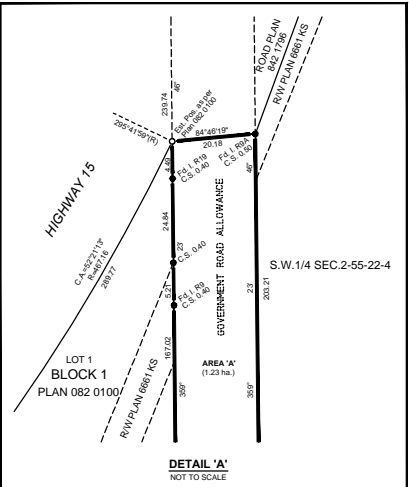 ROAD PLAN
842 1796
R/W PLAN 6661 KS
46'
239.74
Est. Pos. as per
Plan 082 0100
295°41'59"(R)
84°46'19"
20.18
Fd. I. R9A
C.S. 0.50
4.49
Fd. I. R19
C.S. 0.40
46'
HIGHWAY 15
24.84
23'
C.S. 0.40
GOVERNMENT ROAD ALLOWANCE
S.W.1/4 SEC.2-55-22-4
C.A.=52°21'13"
R=467.16
289.77
5.21
Fd. I. R9
C.S. 0.40
23'
203.21
LOT 1
BLOCK 1
PLAN 082 0100
R/W PLAN 6661 KS
167.02
359°
AREA 'A'
(1.23 ha.)
359°
DETAIL 'A'
NOT TO SCALE